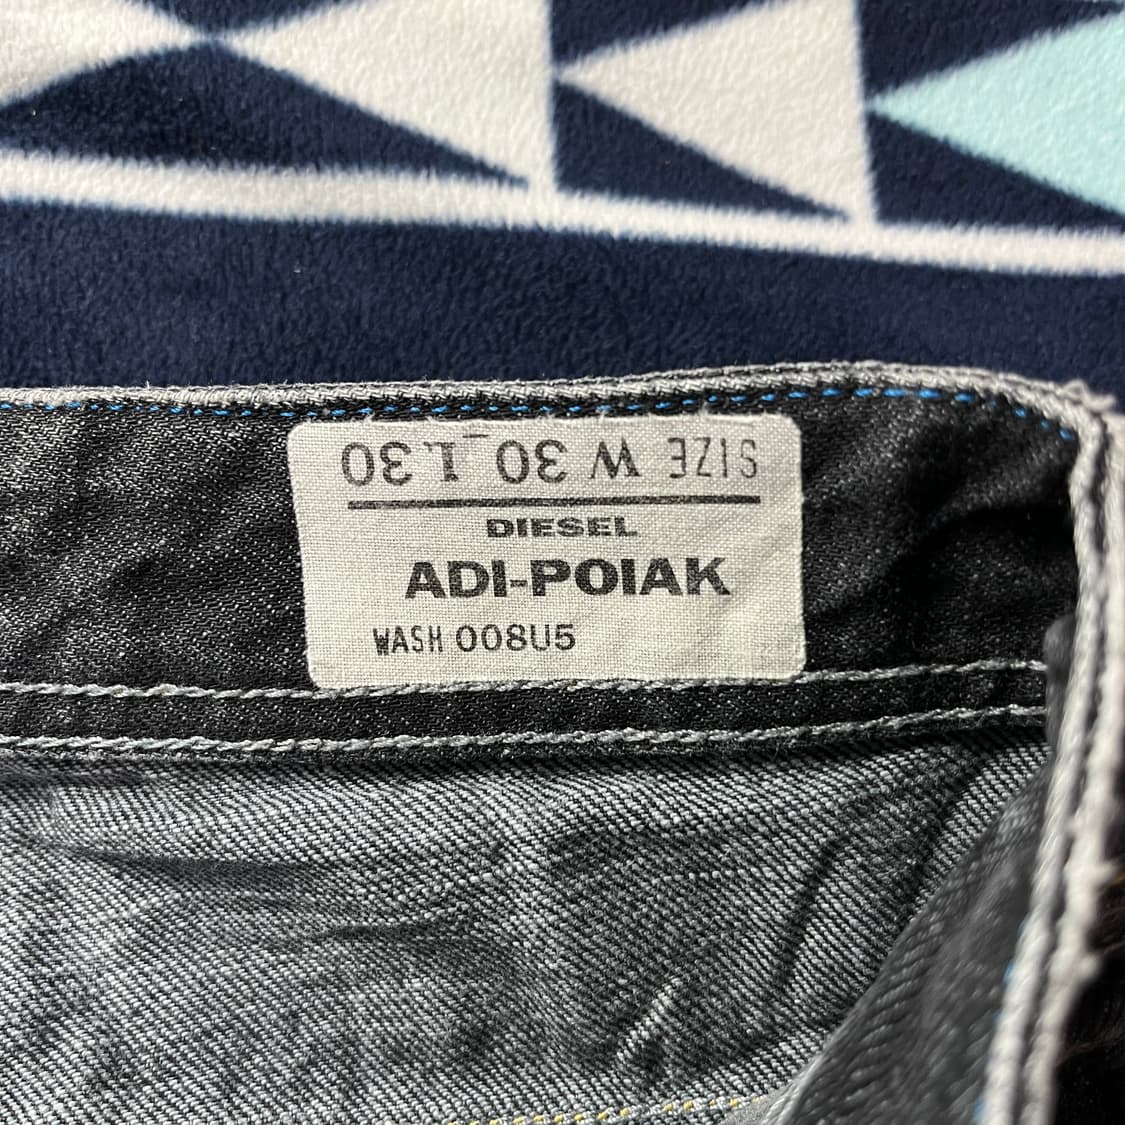 SIZE W 30 L 30
DIESEL
ADI-POIAK
WASH 008U5